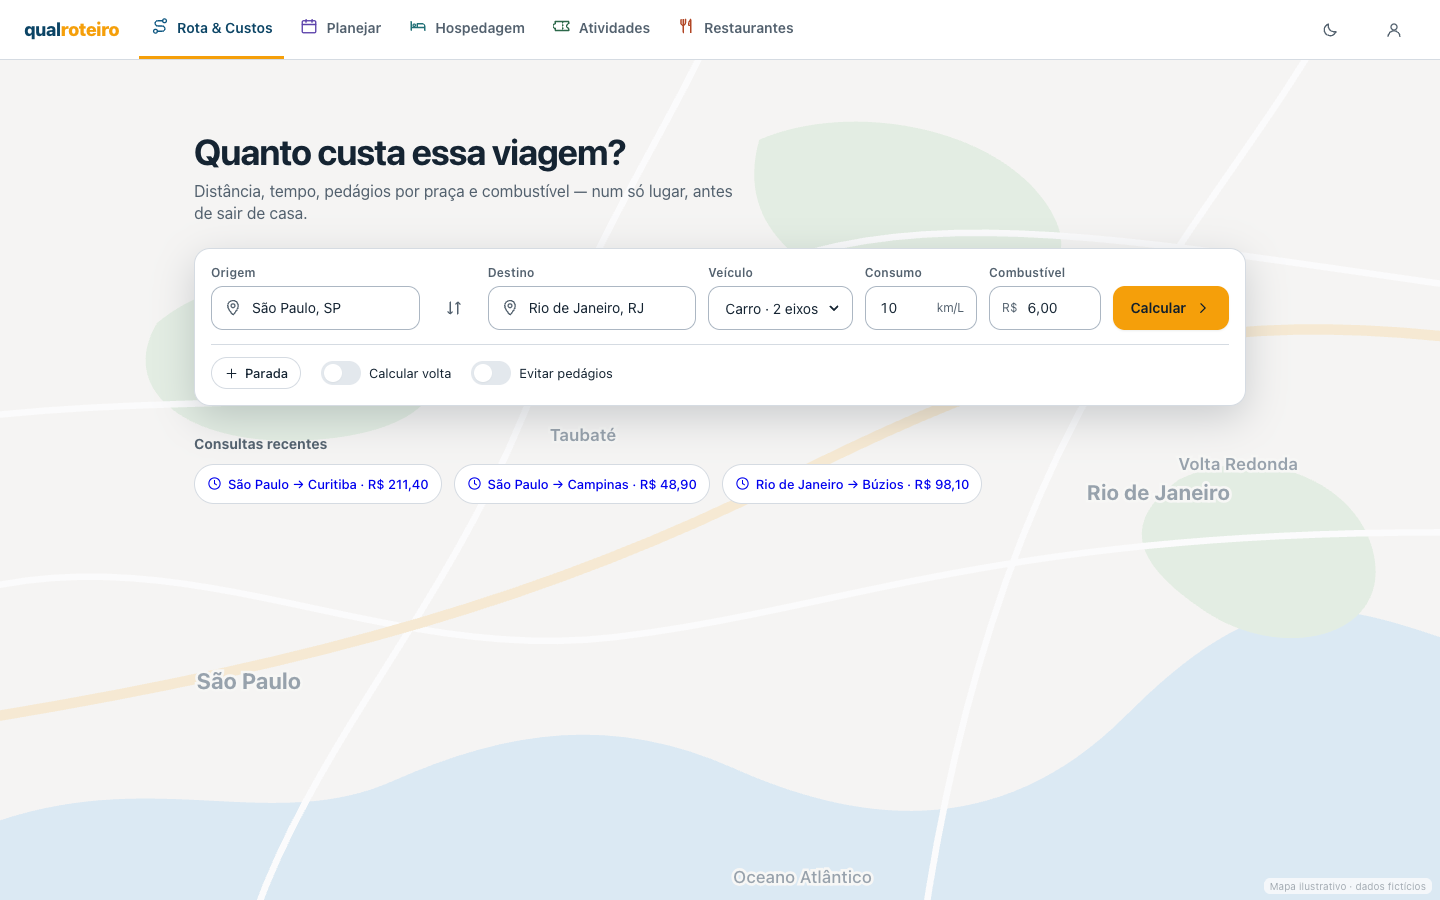 qualroteiro
Rota & Custos
Planejar
Hospedagem
Atividades
Restaurantes
Quanto custa essa viagem?
Distância, tempo, pedágios por praça e combustível — num só lugar, antes
de sair de casa.
Origem
São Paulo, SP
Destino
Rio de Janeiro, RJ
Veículo
Carro · 2 eixos
Consumo
10 km/L
Combustível
R$ 6,00
Calcular
Parada
Calcular volta
Evitar pedágios
Taubaté
Consultas recentes
São Paulo → Curitiba · R$ 211,40
São Paulo → Campinas · R$ 48,90
Rio de Janeiro → Búzios · R$ 98,10
Volta Redonda
Rio de Janeiro
São Paulo
Oceano Atlântico
Mapa ilustrativo · dados fictícios